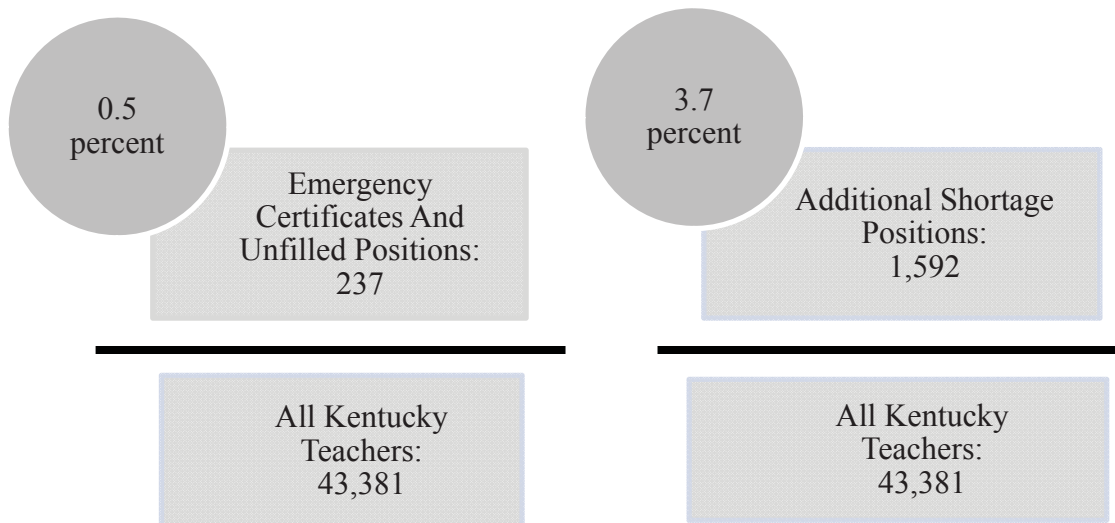 0.5
percent
Emergency
Certificates And
Unfilled Positions:
237
All Kentucky
Teachers:
43,381
3.7
percent
Additional Shortage
Positions:
1,592
All Kentucky
Teachers:
43,381